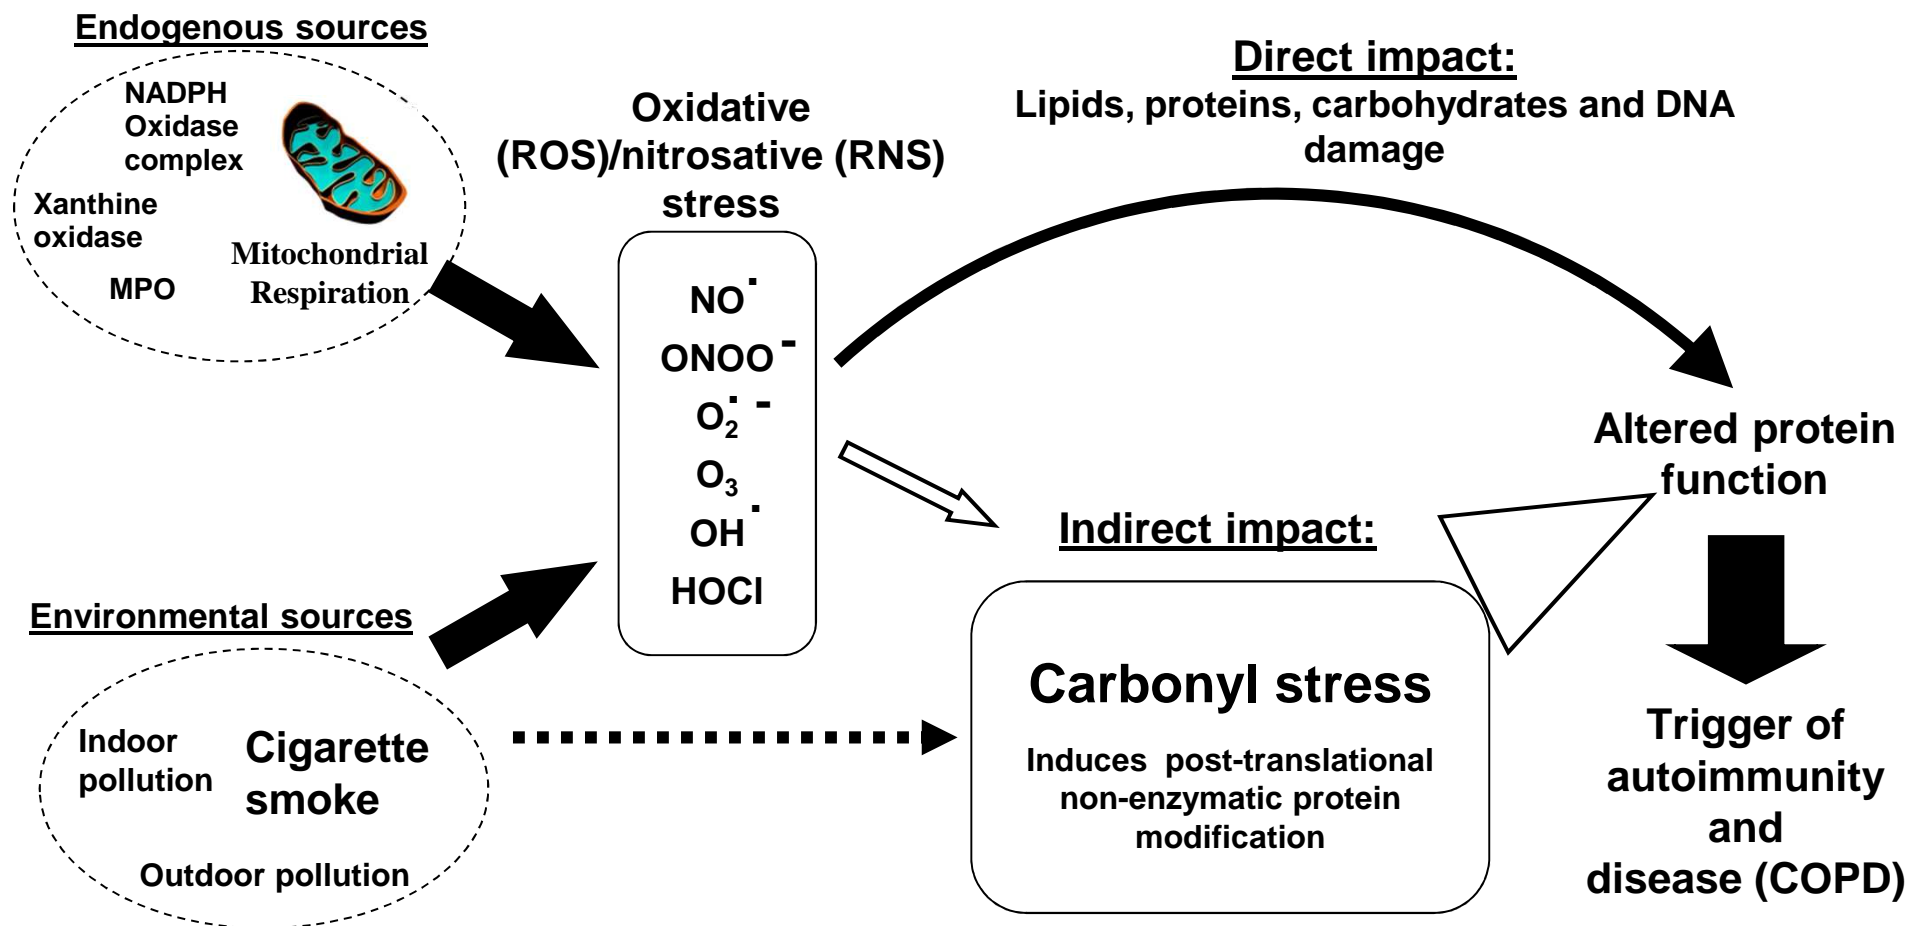 Endogenous sources
NADPH
Oxidase
complex
Xanthine
oxidase
MPO
Mitochondrial
Respiration
Oxidative
(ROS)/nitrosative (RNS)
stress
NO˙
ONOO⁻
O₂˙⁻
O₃
OH˙
HOCl
Direct impact:
Lipids, proteins, carbohydrates and DNA
damage
Environmental sources
Indoor
pollution
Cigarette
smoke
Outdoor pollution
Indirect impact:
Carbonyl stress
Induces post-translational
non-enzymatic protein
modification
Altered protein
function
Trigger of
autoimmunity
and
disease (COPD)